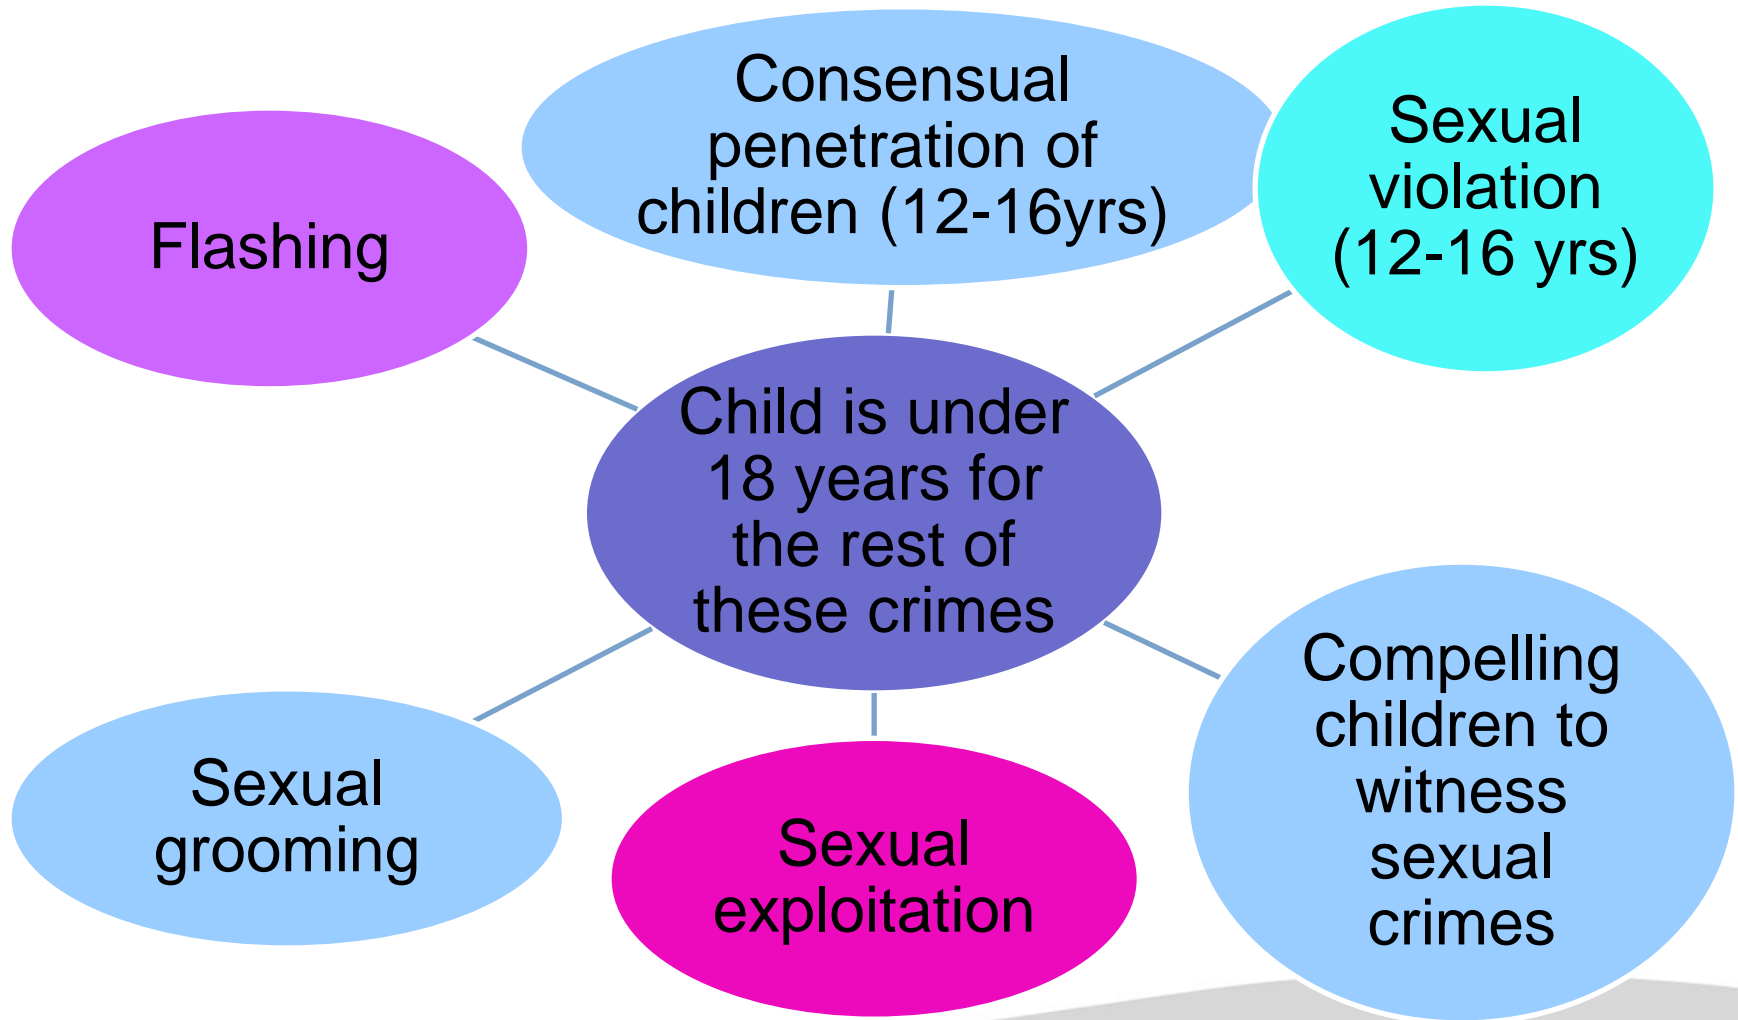 Consensual
penetration of
children (12-16yrs)
Sexual
violation
(12-16 yrs)
Flashing
Child is under
18 years for
the rest of
these crimes
Compelling
children to
witness
sexual
crimes
Sexual
grooming
Sexual
exploitation